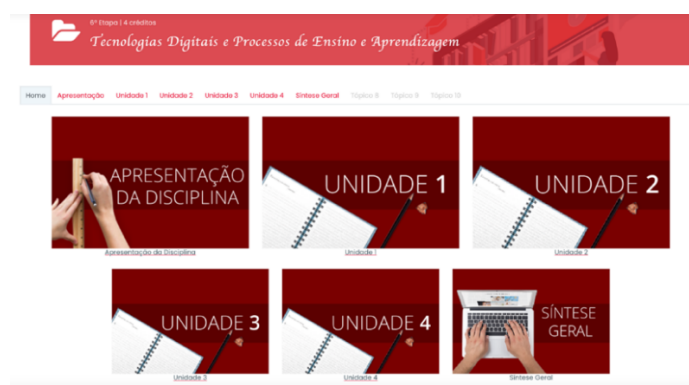 5ª Etapa | 4 créditos
Tecnologias Digitais e Processos de Ensino e Aprendizagem
Home Apresentação Unidade 1 Unidade 2 Unidade 3 Unidade 4 Síntese Geral Tópico 8 Tópico 9 Tópico 10
APRESENTAÇÃO
DA DISCIPLINA
UNIDADE 1
UNIDADE 2
Apresentação da Disciplina
Unidade 1
Unidade 2
UNIDADE 3
UNIDADE 4
SÍNTESE
GERAL
Unidade 3
Unidade 4
Síntese Geral